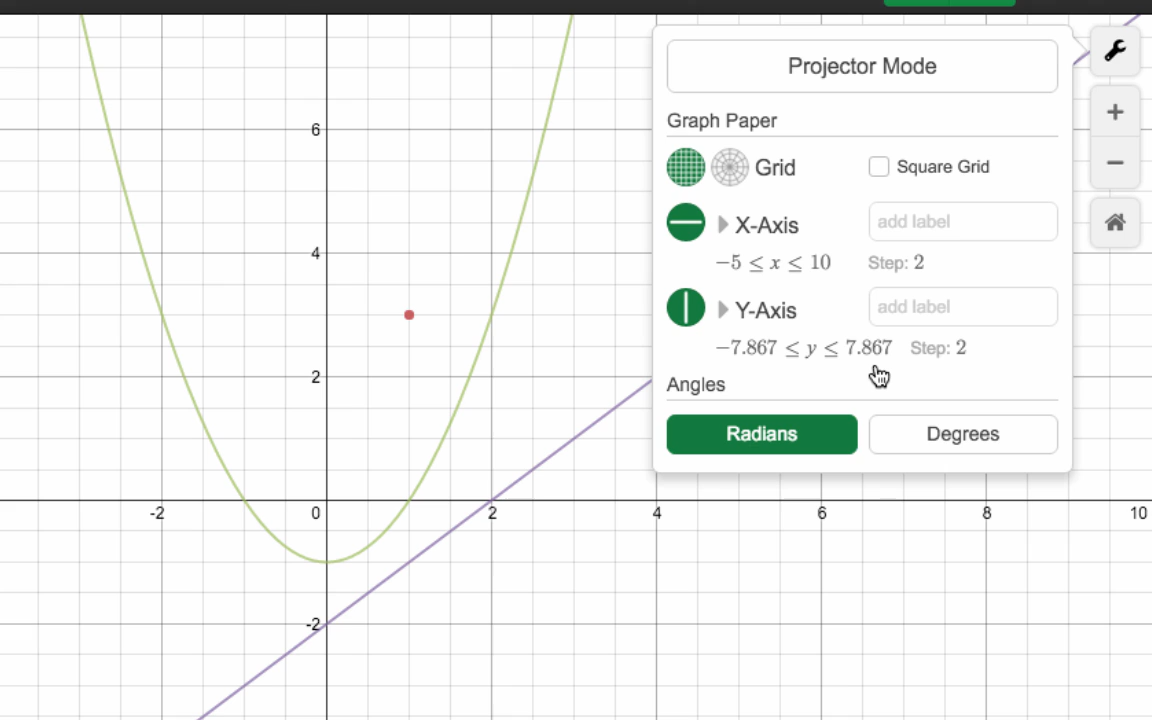 Projector Mode
Graph Paper
Grid
Square Grid
X-Axis
add label
−5 ≤ x ≤ 10
Step: 2
Y-Axis
add label
−7.867 ≤ y ≤ 7.867
Step: 2
Angles
Radians
Degrees
6
4
2
-2
0
2
4
6
8
10
-2